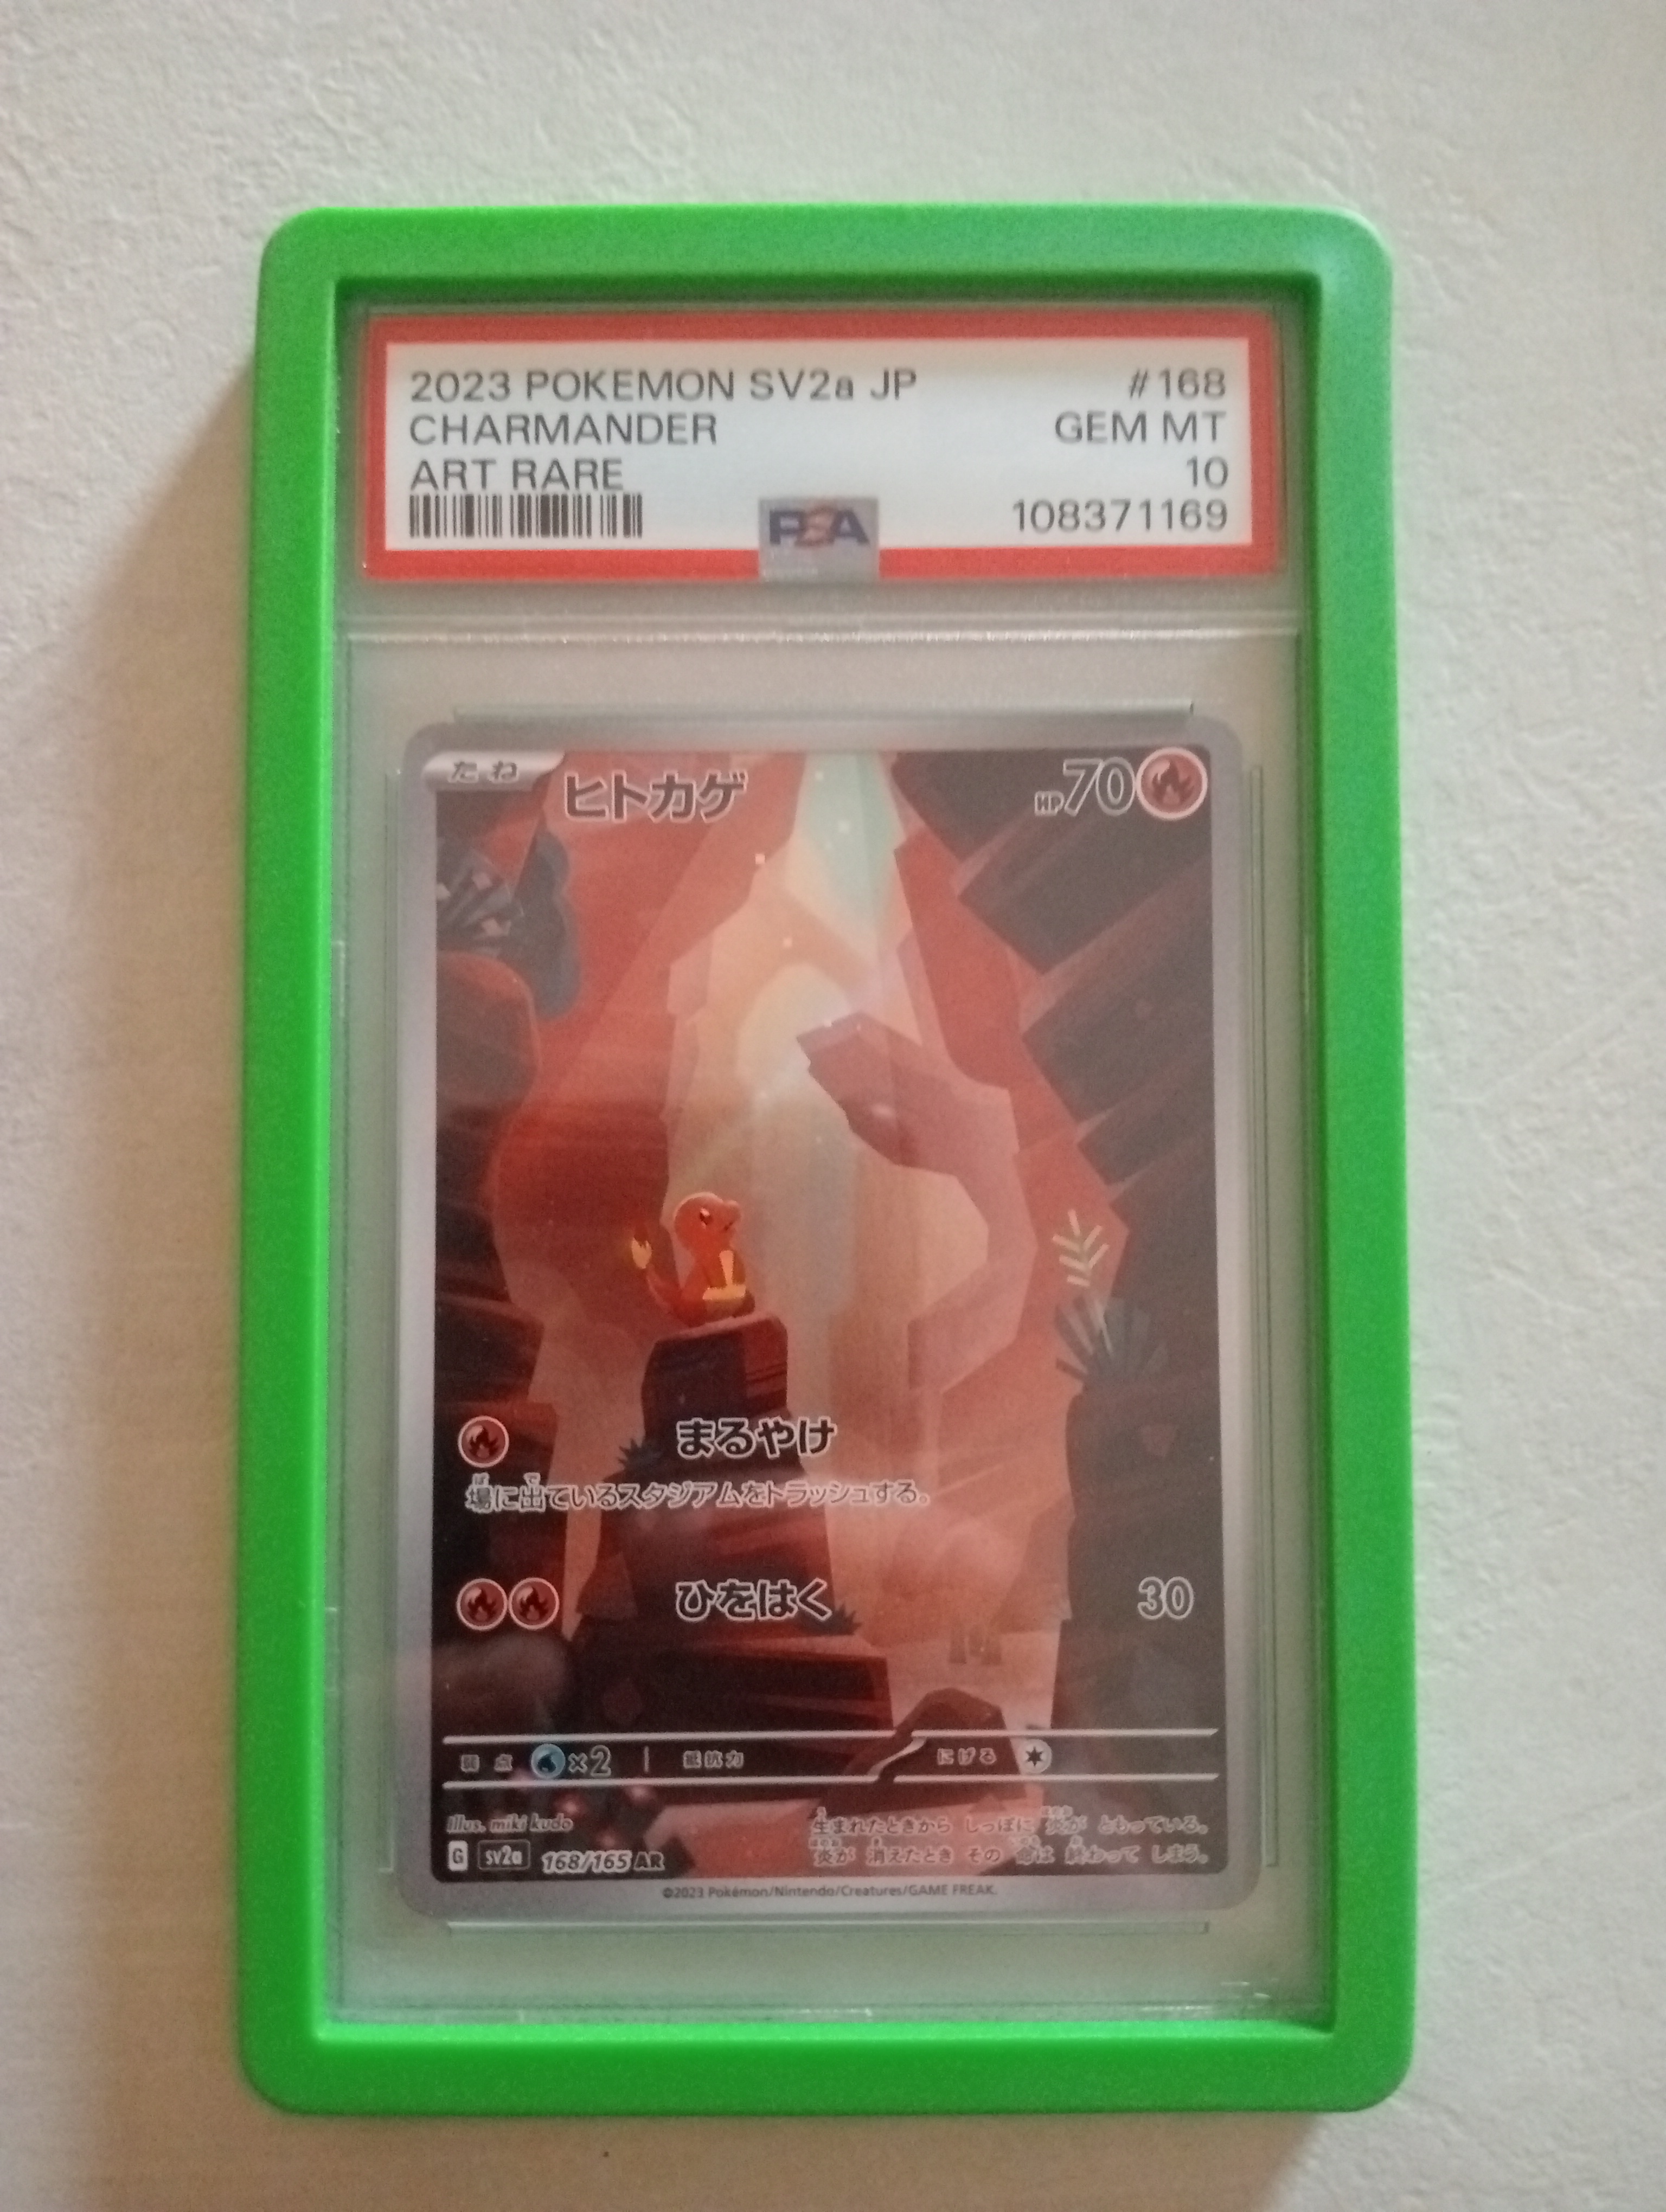 2023 POKEMON SV2a JP #168
CHARMANDER GEM MT
ART RARE 10
PSA 108371169
たね ヒトカゲ HP70
まるやけ
場に出ているスタジアムをトラッシュする。
ひをはく 30
弱点 ×2 抵抗力 にげる
Illus. miki kudo
生まれたときから しっぽに 炎が ともっている。
炎が 消えたとき その 命は 終わって しまう。
G sv2a 168/165 AR
©2023 Pokémon/Nintendo/Creatures/GAME FREAK.